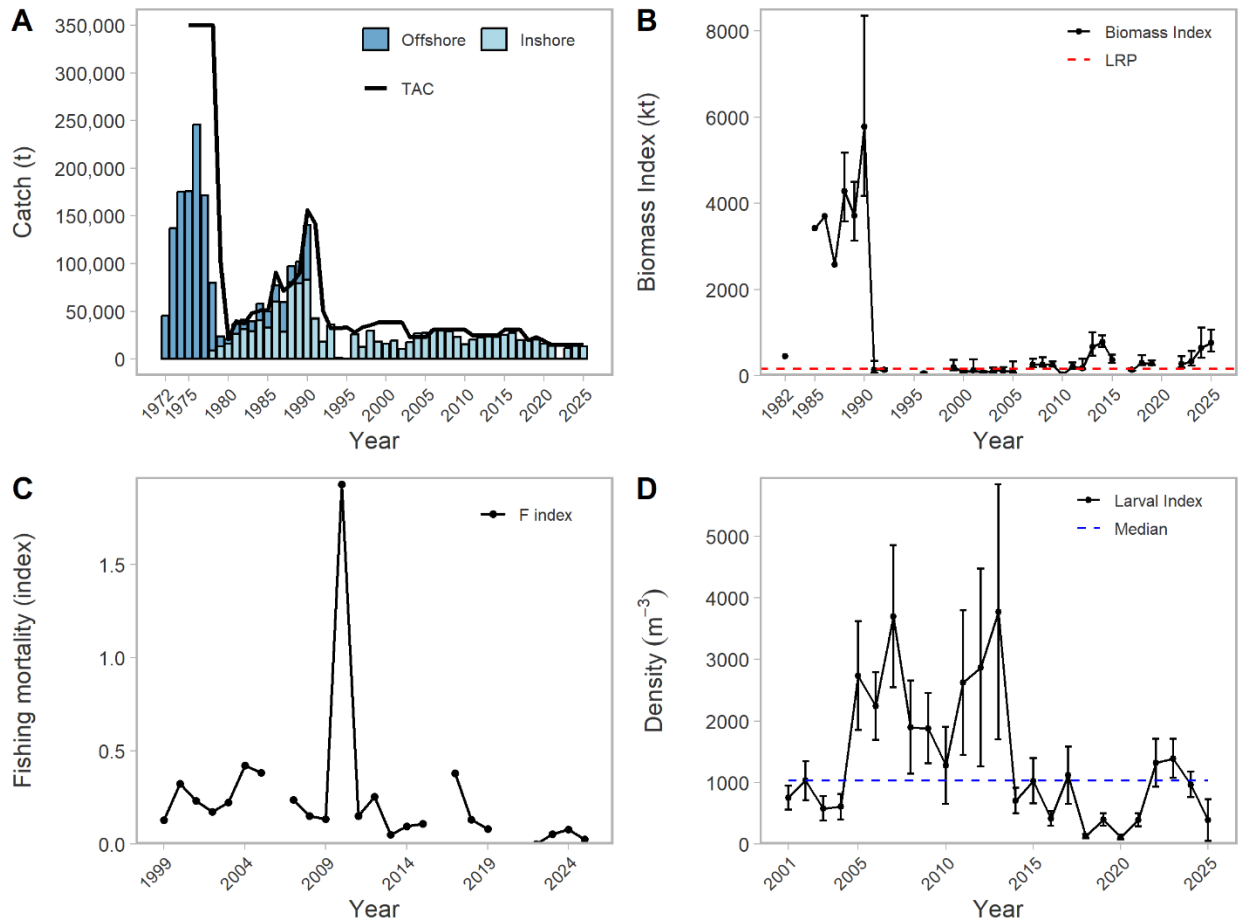 A
Catch (t)
350,000
300,000
250,000
200,000
150,000
100,000
50,000
0
Offshore
Inshore
TAC
1972
1975
1980
1985
1990
1995
2000
2005
2010
2015
2020
2025
Year
B
Biomass Index (kt)
8000
6000
4000
2000
0
Biomass Index
LRP
1982
1985
1990
1995
2000
2005
2010
2015
2020
2025
Year
C
Fishing mortality (index)
1.5
1.0
0.5
0.0
F index
1999
2004
2009
2014
2019
2024
Year
D
Density (m⁻³)
5000
4000
3000
2000
1000
0
Larval Index
Median
2001
2005
2010
2015
2020
2025
Year